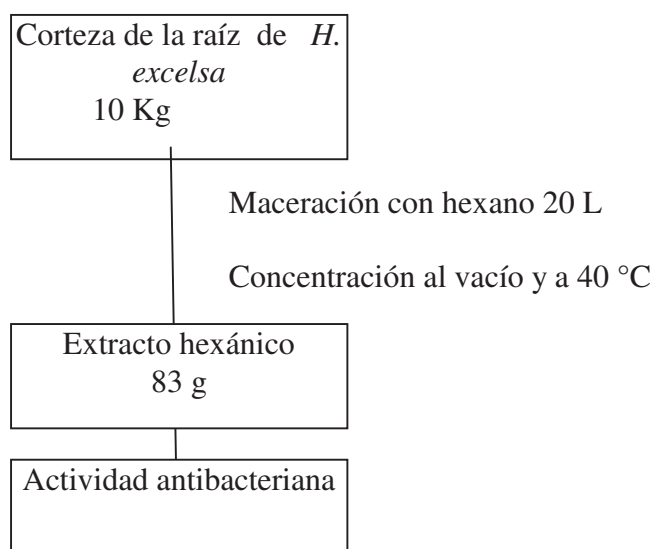 Corteza de la raíz de H.
excelsa
10 Kg
Maceración con hexano 20 L
Concentración al vacío y a 40 °C
Extracto hexánico
83 g
Actividad antibacteriana